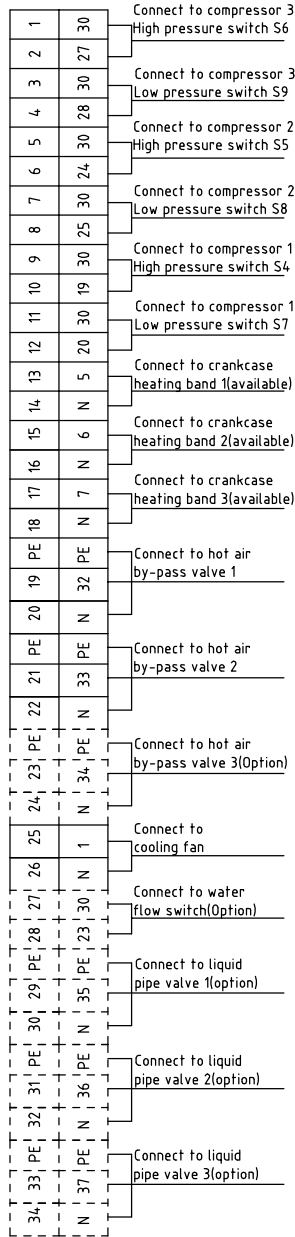 1 30 Connect to compressor 3
2 27 High pressure switch S6
3 30 Connect to compressor 3
4 28 Low pressure switch S9
5 30 Connect to compressor 2
6 24 High pressure switch S5
7 30 Connect to compressor 2
8 25 Low pressure switch S8
9 30 Connect to compressor 1
10 19 High pressure switch S4
11 30 Connect to compressor 1
12 20 Low pressure switch S7
13 5 Connect to crankcase
14 N heating band 1(available)
15 6 Connect to crankcase
16 N heating band 2(available)
17 7 Connect to crankcase
18 N heating band 3(available)
PE PE Connect to hot air
19 32 by-pass valve 1
20 N
PE PE Connect to hot air
21 33 by-pass valve 2
22 N
PE PE Connect to hot air
23 34 by-pass valve 3(Option)
24 N
25 1 Connect to
26 N cooling fan
27 30 Connect to water
28 23 flow switch(Option)
PE PE Connect to liquid
29 35 pipe valve 1(option)
30 N
PE PE Connect to liquid
31 36 pipe valve 2(option)
32 N
PE PE Connect to liquid
33 37 pipe valve 3(option)
34 N